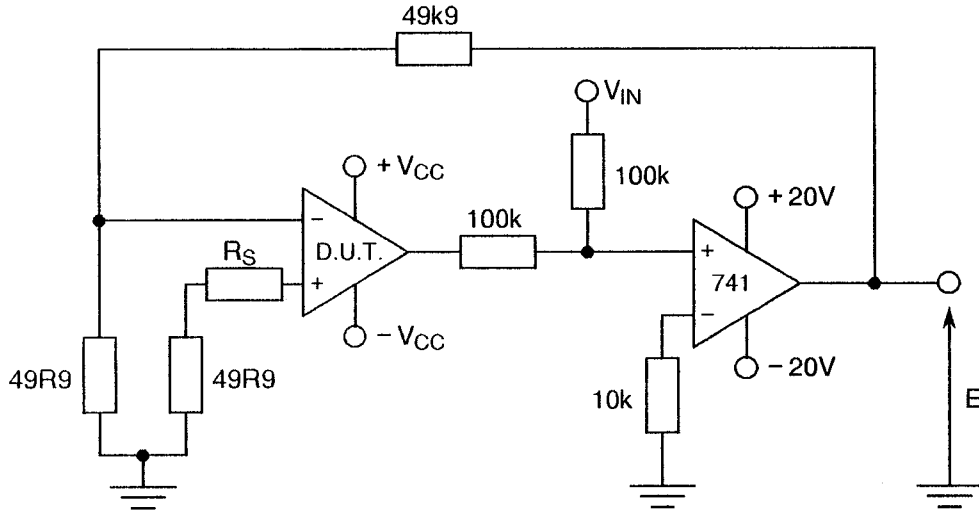 49k9
V_IN
+ V_CC
100k
100k
+ 20V
−
D.U.T.
+
R_S
+
741
−
− V_CC
49R9
49R9
10k
− 20V
E